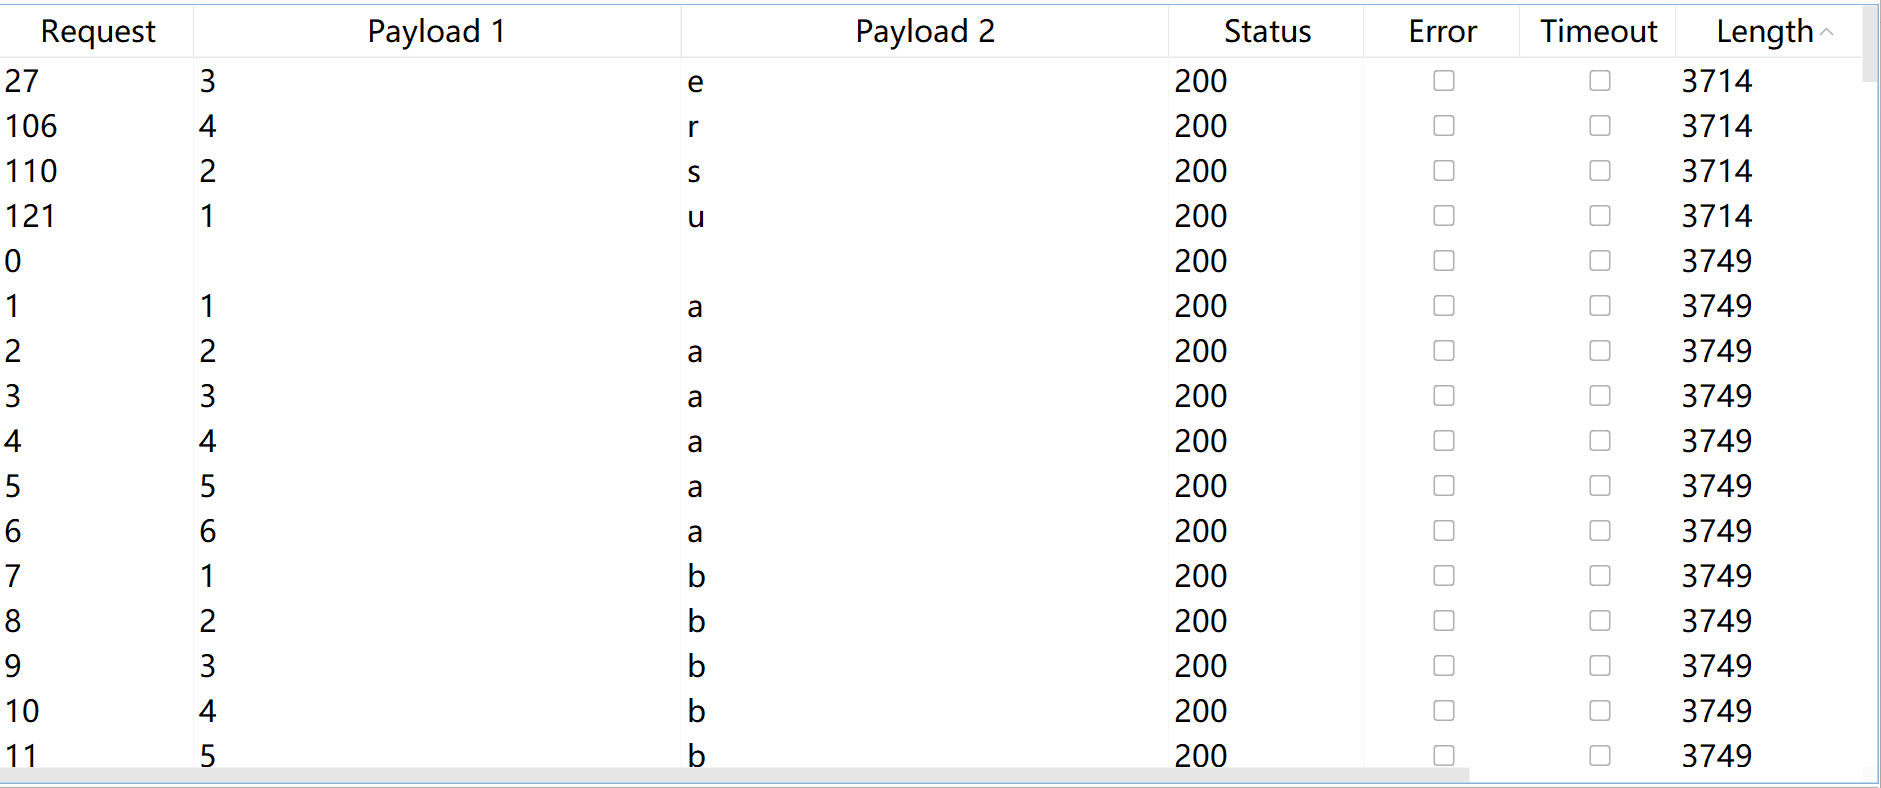 Request Payload 1 Payload 2 Status Error Timeout Length
27 3 e 200 3714
106 4 r 200 3714
110 2 s 200 3714
121 1 u 200 3714
0 200 3749
1 1 a 200 3749
2 2 a 200 3749
3 3 a 200 3749
4 4 a 200 3749
5 5 a 200 3749
6 6 a 200 3749
7 1 b 200 3749
8 2 b 200 3749
9 3 b 200 3749
10 4 b 200 3749
11 5 b 200 3749